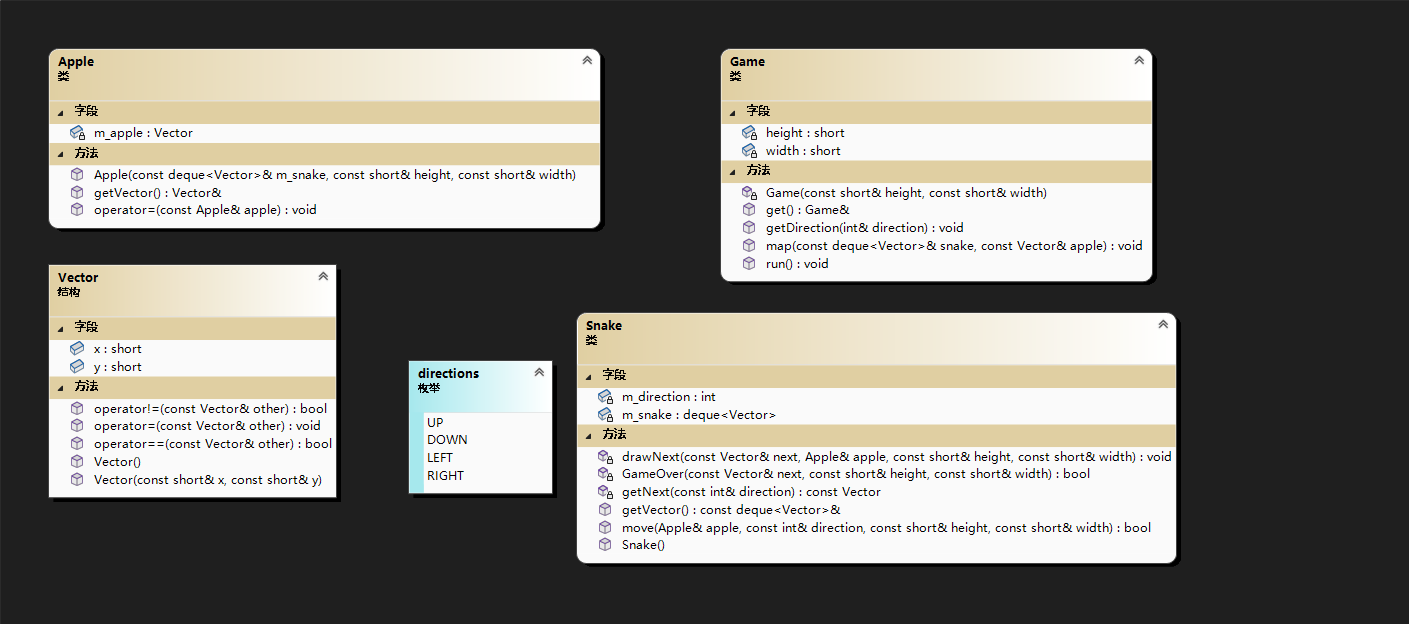 Apple
类
字段
m_apple : Vector
方法
Apple(const deque<Vector>& m_snake, const short& height, const short& width)
getVector() : Vector&
operator=(const Apple& apple) : void
Game
类
字段
height : short
width : short
方法
Game(const short& height, const short& width)
get() : Game&
getDirection(int& direction) : void
map(const deque<Vector>& snake, const Vector& apple) : void
run() : void
Vector
结构
字段
x : short
y : short
方法
operator!=(const Vector& other) : bool
operator=(const Vector& other) : void
operator==(const Vector& other) : bool
Vector()
Vector(const short& x, const short& y)
directions
枚举
UP
DOWN
LEFT
RIGHT
Snake
类
字段
m_direction : int
m_snake : deque<Vector>
方法
drawNext(const Vector& next, Apple& apple, const short& height, const short& width) : void
GameOver(const Vector& next, const short& height, const short& width) : bool
getNext(const int& direction) : const Vector
getVector() : const deque<Vector>&
move(Apple& apple, const int& direction, const short& height, const short& width) : bool
Snake()